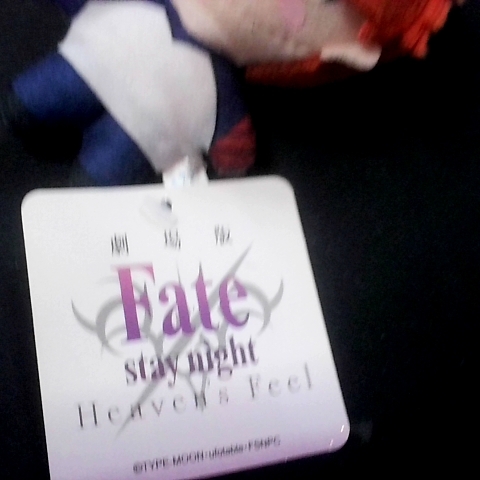 劇場版
Fate
stay night
Heaven's Feel
©TYPE-MOON・ufotable・FSNPC